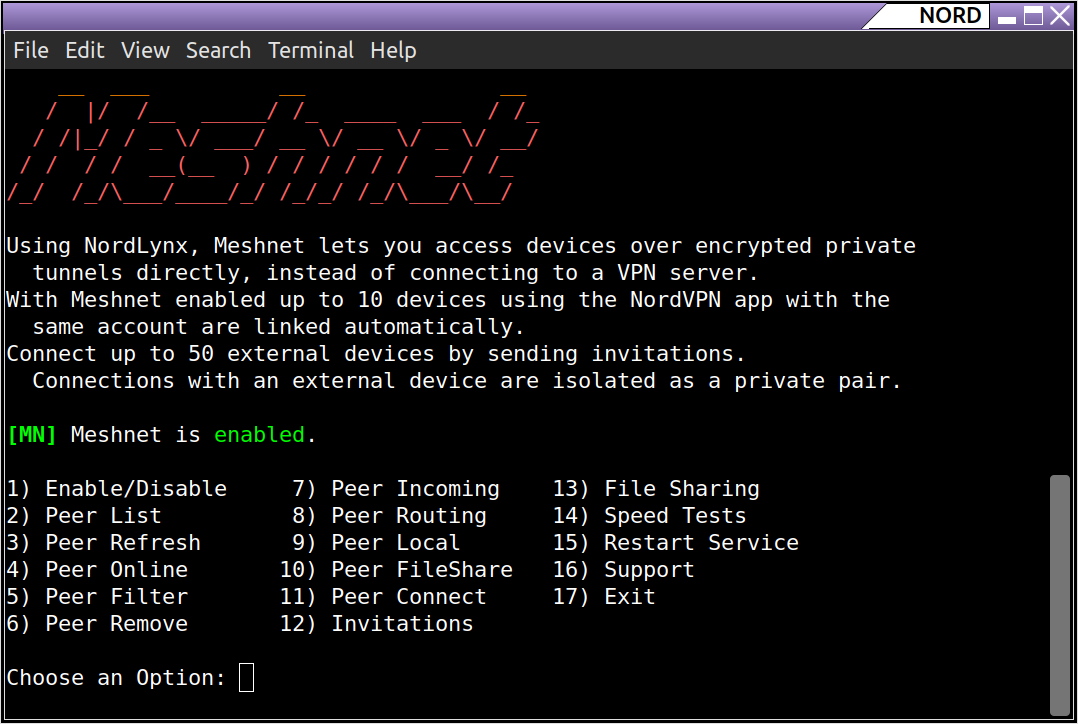 NORD
File Edit View Search Terminal Help
Meshnet
Using NordLynx, Meshnet lets you access devices over encrypted private
tunnels directly, instead of connecting to a VPN server.
With Meshnet enabled up to 10 devices using the NordVPN app with the
same account are linked automatically.
Connect up to 50 external devices by sending invitations.
Connections with an external device are isolated as a private pair.
[MN] Meshnet is enabled.
1) Enable/Disable 7) Peer Incoming 13) File Sharing
2) Peer List 8) Peer Routing 14) Speed Tests
3) Peer Refresh 9) Peer Local 15) Restart Service
4) Peer Online 10) Peer FileShare 16) Support
5) Peer Filter 11) Peer Connect 17) Exit
6) Peer Remove 12) Invitations
Choose an Option: